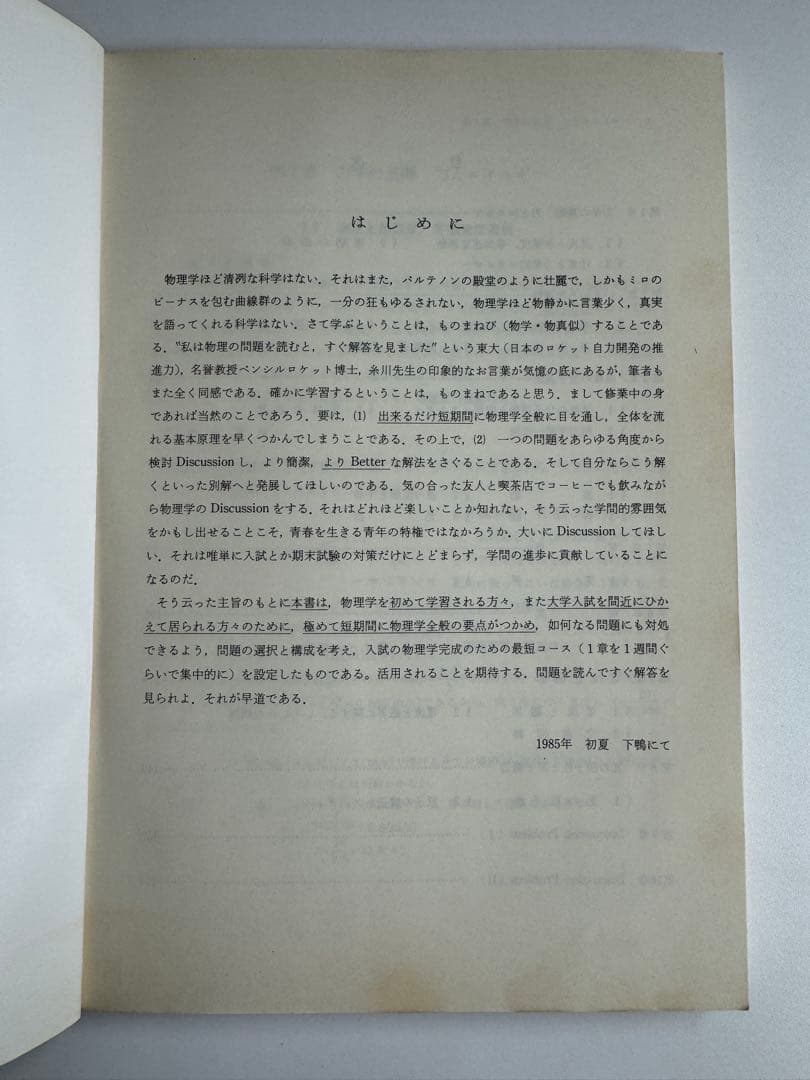 はじめに
物理学ほど清冽な科学はない．それはまた，パルテノンの殿堂のように壮麗で，しかもミロの
ビーナスを包む曲線群のように，一分の狂もゆるされない，物理学ほど物静かに言葉少く，真実
を語ってくれる科学はない．さて学ぶということは，ものまねび（物学・物真似）することであ
る．〝私は物理の問題を読むと，すぐ解答を見ました〟という東大（日本のロケット自力開発の推
進力），名誉教授ペンシルロケット博士，糸川先生の印象的なお言葉が気憶の底にあるが，筆者も
また全く同感である．確かに学習するということは，ものまねであると思う．まして修業中の身
であれば当然のことであろう．要は，(1)　出来るだけ短期間に物理学全般に目を通し，全体を流
れる基本原理を早くつかんでしまうことである．その上で，(2)　一つの問題をあらゆる角度から
検討 Discussion し，より簡潔，より Better な解法をさぐることである．そして自分ならこう解
くといった別解へと発展してほしいのである．気の合った友人と喫茶店でコーヒーでも飲みなが
ら物理学の Discussion をする．それはどれほど楽しいことか知れない，そう云った学問的雰囲気
をかもし出せることこそ，青春を生きる青年の特権ではなかろうか．大いに Discussion してほし
い．それは唯単に入試とか期末試験の対策だけにとどまらず，学問の進歩に貢献していることに
なるのだ．
そう云った主旨のもとに本書は，物理学を初めて学習される方々，また大学入試を間近にひか
えて居られる方々のために，極めて短期間に物理学全般の要点がつかめ，如何なる問題にも対処
できるよう，問題の選択と構成を考え，入試の物理学完成のための最短コース（1章を1週間ぐ
らいで集中的に）を設定したものである。活用されることを期待する．問題を読んですぐ解答を
見られよ．それが早道である．
1985年　初夏　下鴨にて